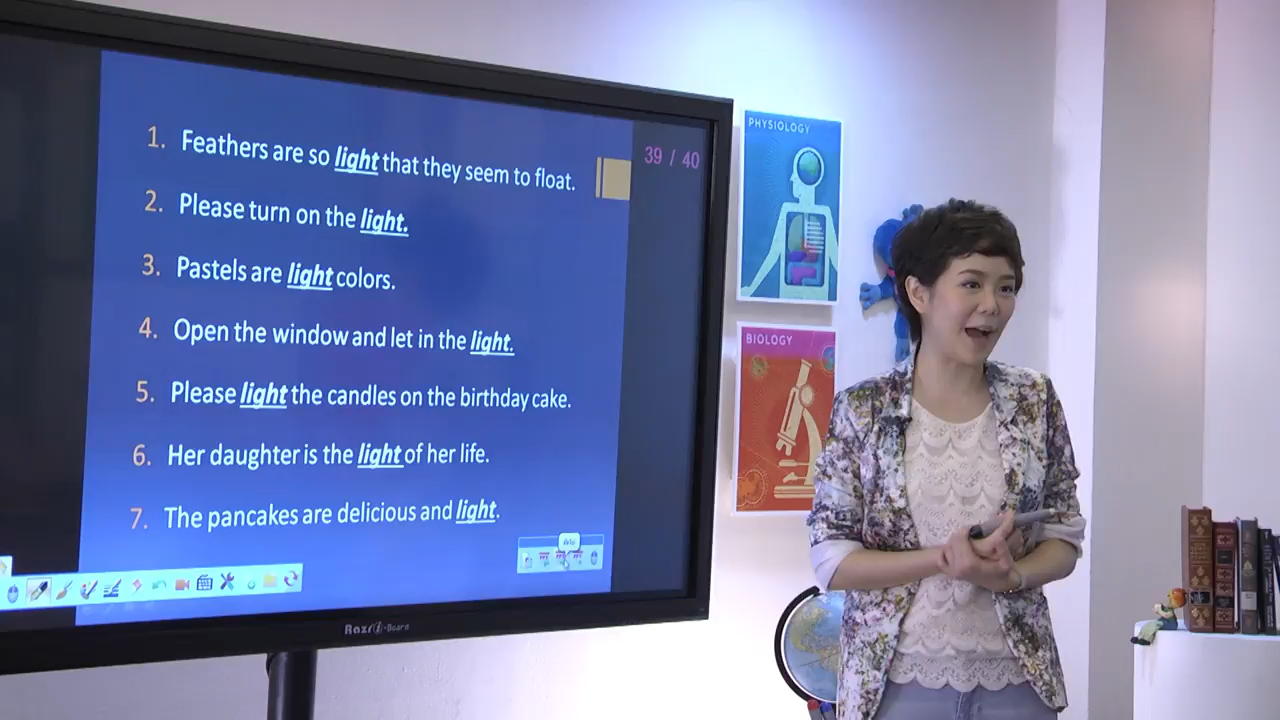 1. Feathers are so light that they seem to float.
39 / 40
2. Please turn on the light.
3. Pastels are light colors.
4. Open the window and let in the light.
5. Please light the candles on the birthday cake.
6. Her daughter is the light of her life.
7. The pancakes are delicious and light.
Razr i-Board
PHYSIOLOGY
BIOLOGY